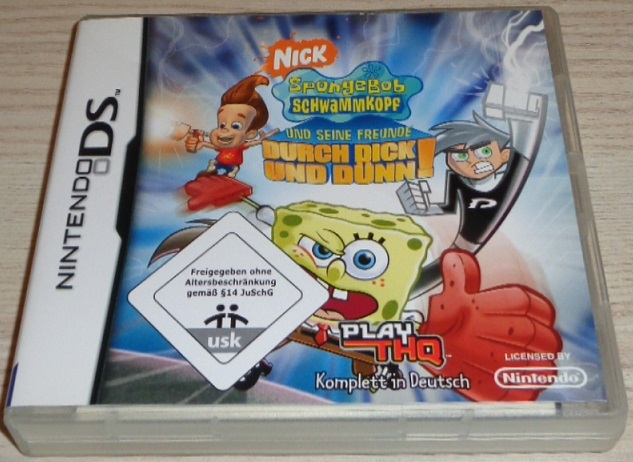 NINTENDO DS™
NICK
SpongeBob
SCHWAMMKOPF
UND SEINE FREUNDE
DURCH DICK
UND DÜNN!
D
Freigegeben ohne
Altersbeschränkung
gemäß §14 JuSchG
usk
PLAY
THQ
Komplett in Deutsch
LICENSED BY
Nintendo